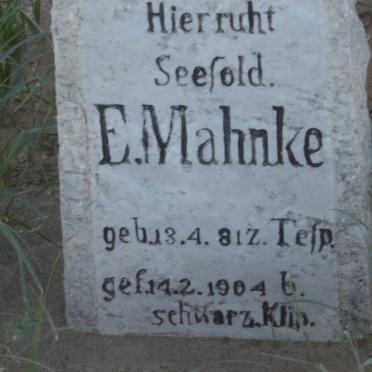 Hier ruht
Seeſold.
E. Mahnke
geb. 13. 4. 81 z. Teſp.
gef. 14. 2. 1904 b.
schwarz. Klip.